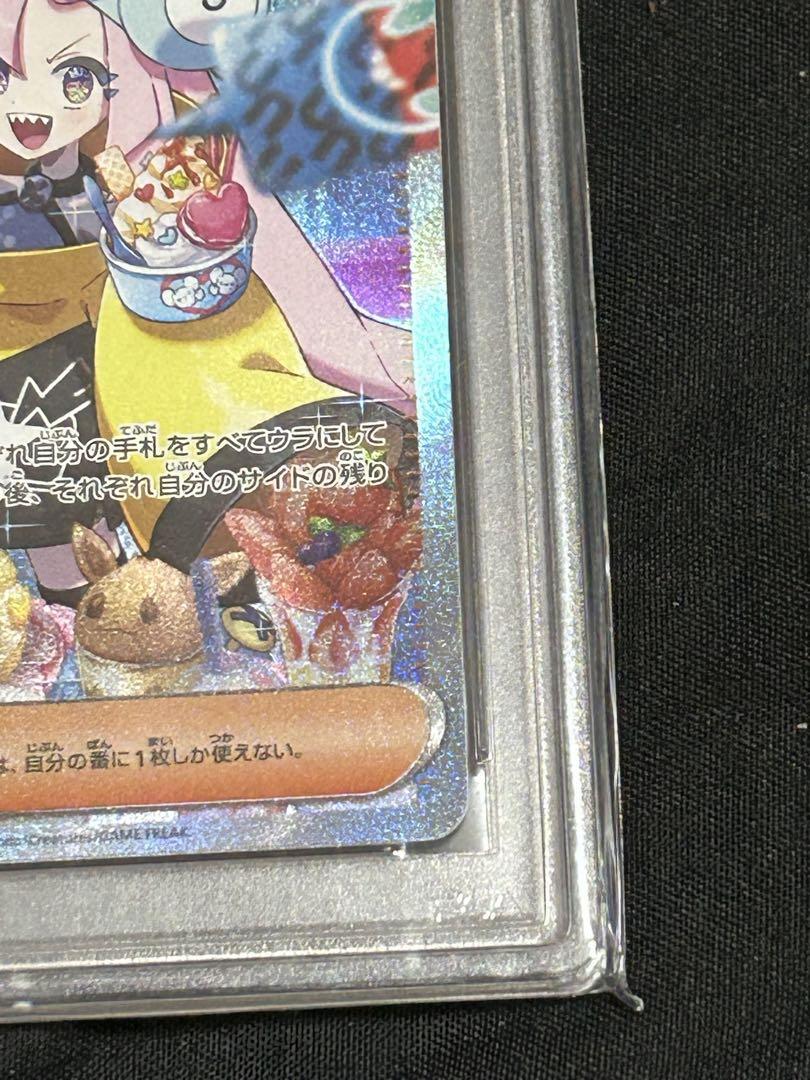 れ自分の手札をすべてウラにして
後、それぞれ自分のサイドの残り
は、自分の番に1枚しか使えない。
GAME FREAK